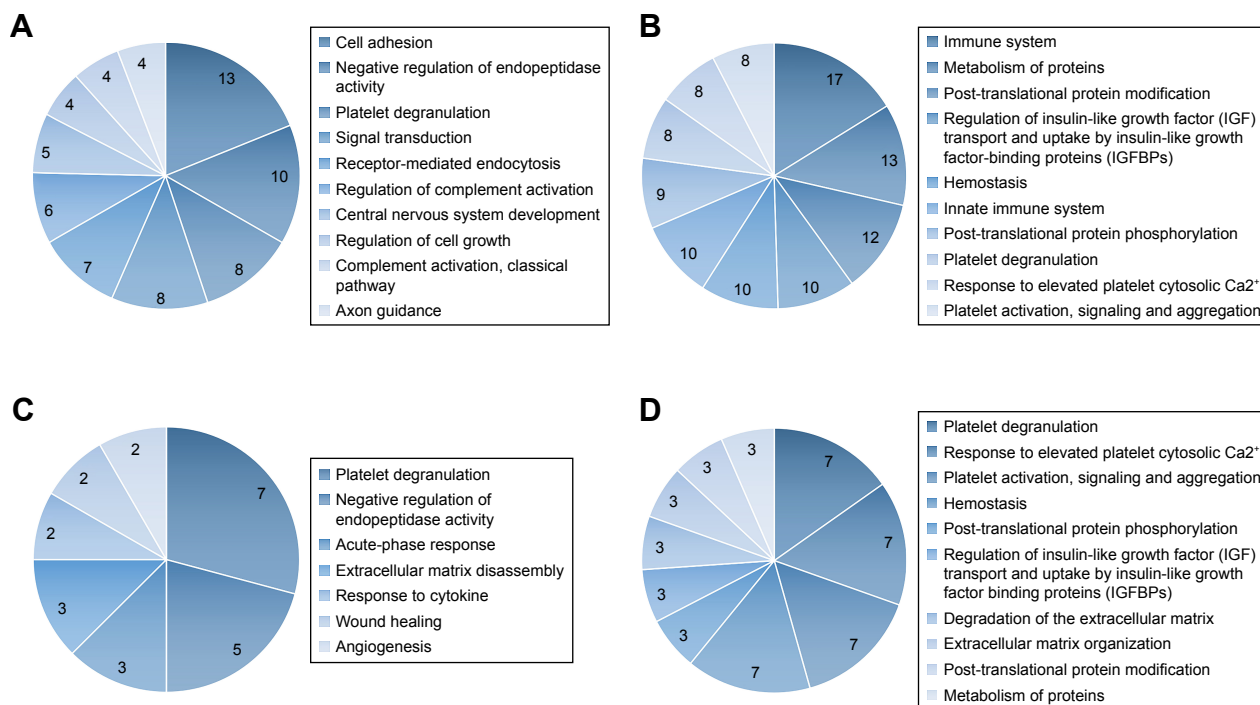 A
13
10
8
8
7
6
5
4
4
4
Cell adhesion
Negative regulation of endopeptidase
activity
Platelet degranulation
Signal transduction
Receptor-mediated endocytosis
Regulation of complement activation
Central nervous system development
Regulation of cell growth
Complement activation, classical
pathway
Axon guidance
B
17
13
12
10
10
10
9
8
8
8
Immune system
Metabolism of proteins
Post-translational protein modification
Regulation of insulin-like growth factor (IGF)
transport and uptake by insulin-like growth
factor-binding proteins (IGFBPs)
Hemostasis
Innate immune system
Post-translational protein phosphorylation
Platelet degranulation
Response to elevated platelet cytosolic Ca2⁺
Platelet activation, signaling and aggregation
C
7
5
3
3
2
2
2
Platelet degranulation
Negative regulation of
endopeptidase activity
Acute-phase response
Extracellular matrix disassembly
Response to cytokine
Wound healing
Angiogenesis
D
7
7
7
7
3
3
3
3
3
3
Platelet degranulation
Response to elevated platelet cytosolic Ca2⁺
Platelet activation, signaling and aggregation
Hemostasis
Post-translational protein phosphorylation
Regulation of insulin-like growth factor (IGF)
transport and uptake by insulin-like growth
factor binding proteins (IGFBPs)
Degradation of the extracellular matrix
Extracellular matrix organization
Post-translational protein modification
Metabolism of proteins